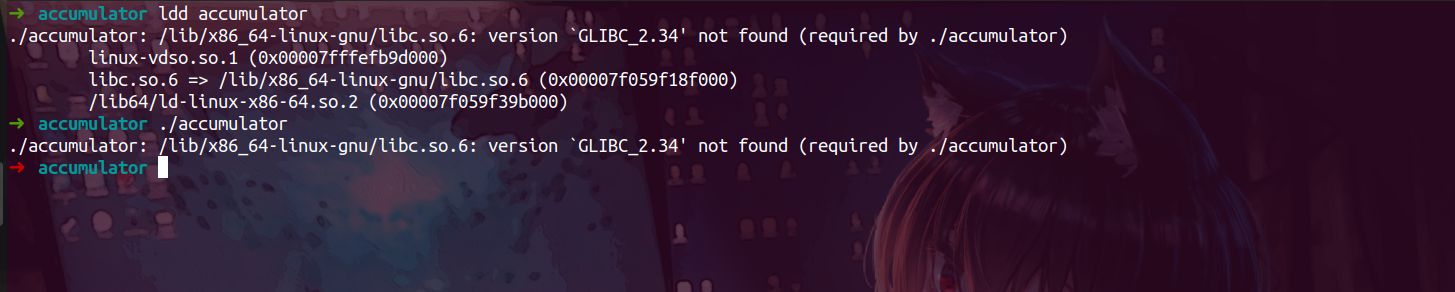 ➜ accumulator ldd accumulator
./accumulator: /lib/x86_64-linux-gnu/libc.so.6: version `GLIBC_2.34' not found (required by ./accumulator)
linux-vdso.so.1 (0x00007fffefb9d000)
libc.so.6 => /lib/x86_64-linux-gnu/libc.so.6 (0x00007f059f18f000)
/lib64/ld-linux-x86-64.so.2 (0x00007f059f39b000)
➜ accumulator ./accumulator
./accumulator: /lib/x86_64-linux-gnu/libc.so.6: version `GLIBC_2.34' not found (required by ./accumulator)
➜ accumulator